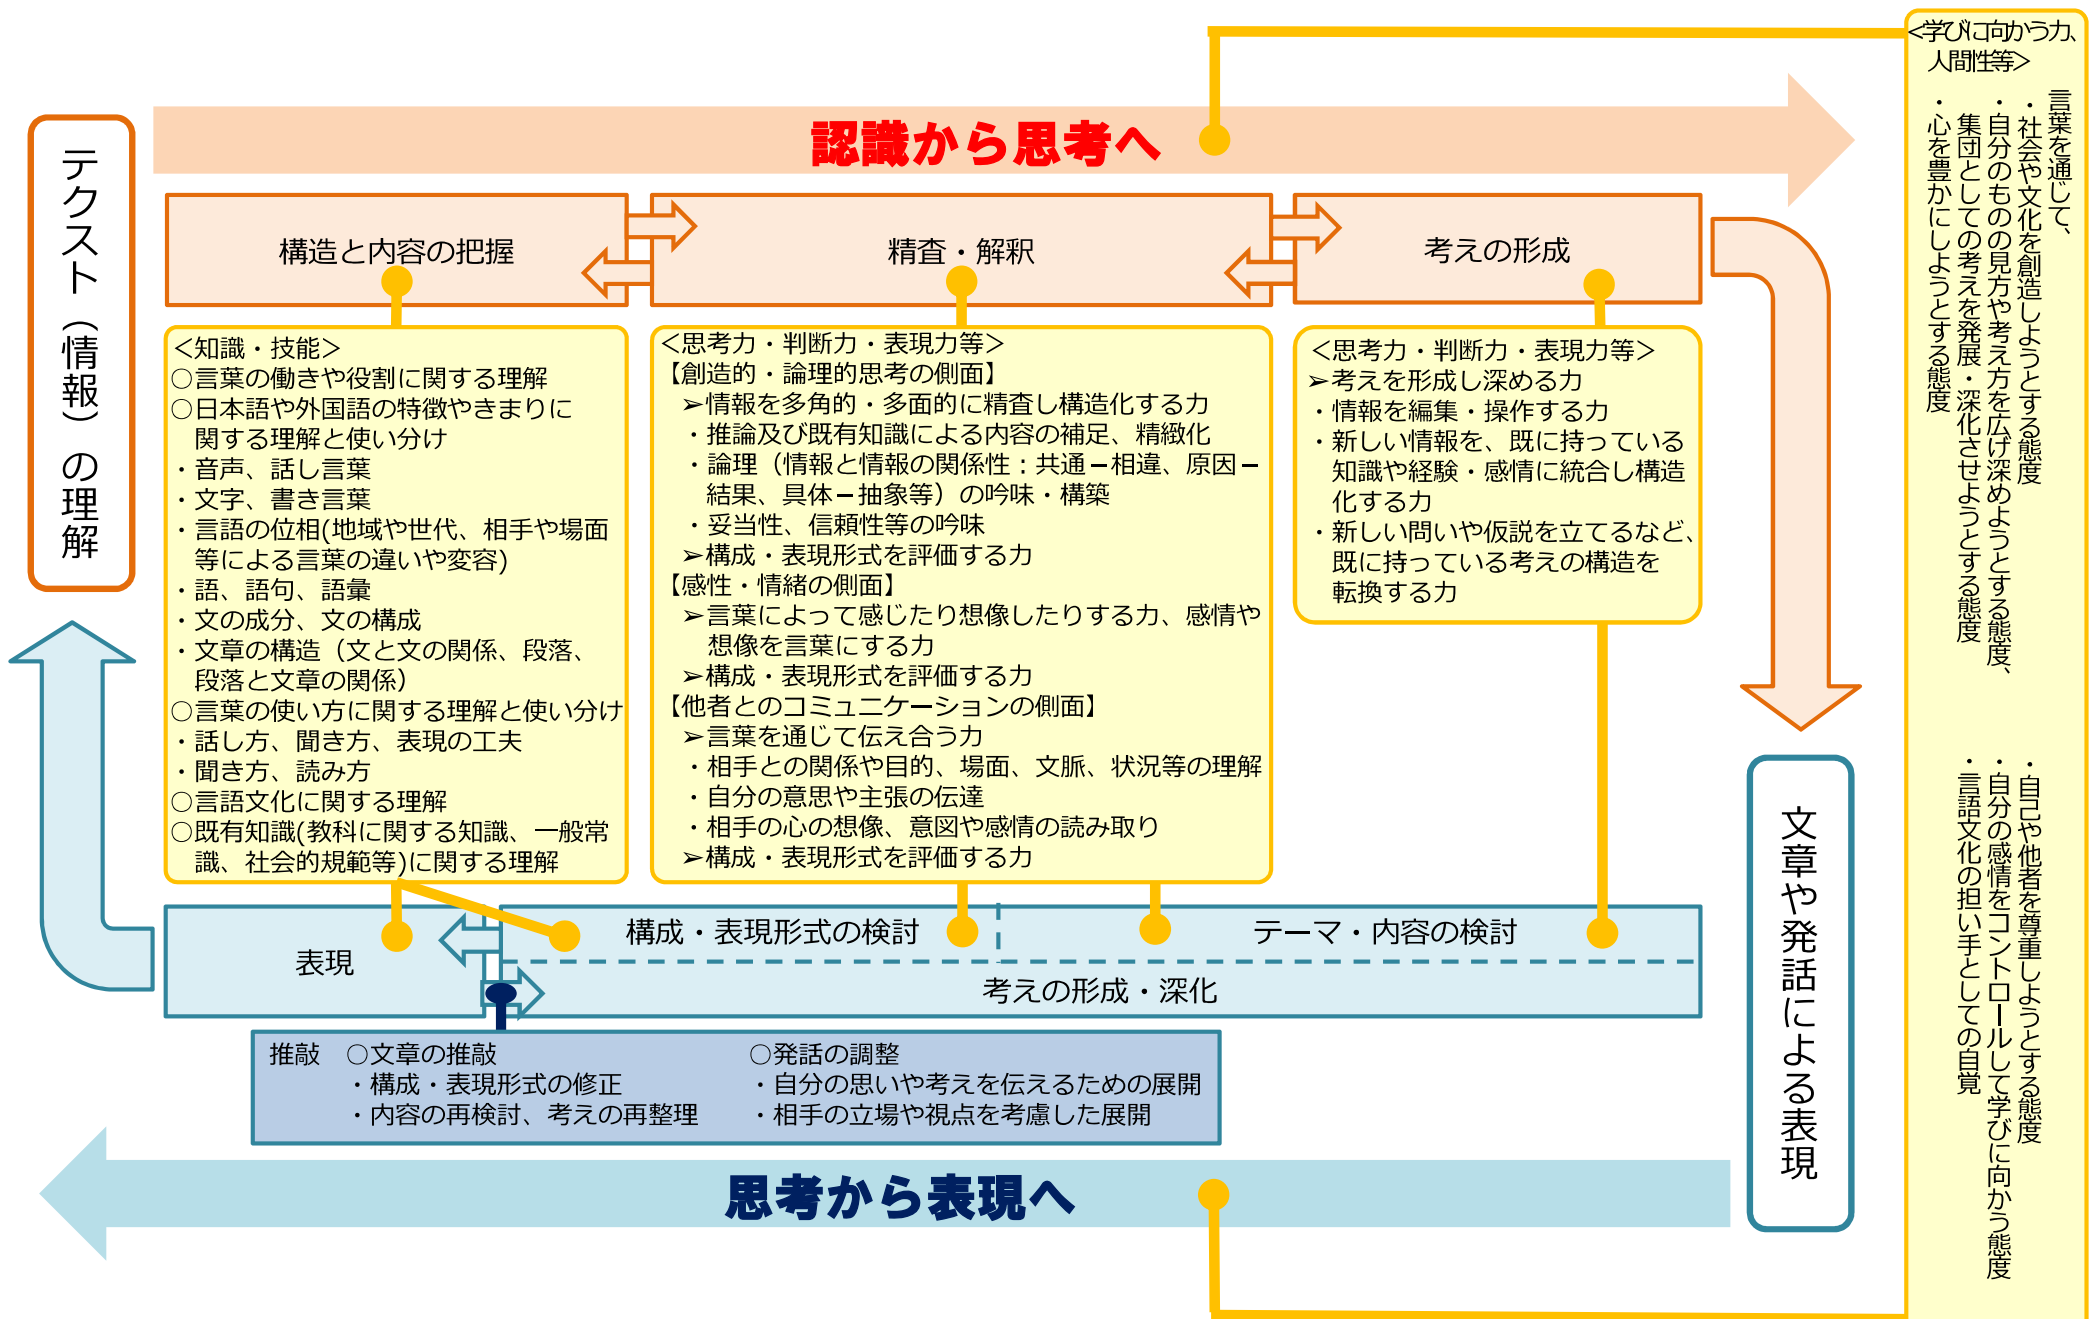 認識から思考へ
テクスト（情報）の理解
構造と内容の把握
精査・解釈
考えの形成
＜知識・技能＞
○言葉の働きや役割に関する理解
○日本語や外国語の特徴やきまりに
関する理解と使い分け
・音声、話し言葉
・文字、書き言葉
・言語の位相(地域や世代、相手や場面
等による言葉の違いや変容)
・語、語句、語彙
・文の成分、文の構成
・文章の構造（文と文の関係、段落、
段落と文章の関係）
○言葉の使い方に関する理解と使い分け
・話し方、聞き方、表現の工夫
・聞き方、読み方
○言語文化に関する理解
○既有知識(教科に関する知識、一般常
識、社会的規範等)に関する理解
＜思考力・判断力・表現力等＞
【創造的・論理的思考の側面】
➢情報を多角的・多面的に精査し構造化する力
・推論及び既有知識による内容の補足、精緻化
・論理（情報と情報の関係性：共通－相違、原因－
結果、具体－抽象等）の吟味・構築
・妥当性、信頼性等の吟味
➢構成・表現形式を評価する力
【感性・情緒の側面】
➢言葉によって感じたり想像したりする力、感情や
想像を言葉にする力
➢構成・表現形式を評価する力
【他者とのコミュニケーションの側面】
➢言葉を通じて伝え合う力
・相手との関係や目的、場面、文脈、状況等の理解
・自分の意思や主張の伝達
・相手の心の想像、意図や感情の読み取り
➢構成・表現形式を評価する力
＜思考力・判断力・表現力等＞
➢考えを形成し深める力
・情報を編集・操作する力
・新しい情報を、既に持っている
知識や経験・感情に統合し構造
化する力
・新しい問いや仮説を立てるなど、
既に持っている考えの構造を
転換する力
表現
構成・表現形式の検討
テーマ・内容の検討
考えの形成・深化
推敲　○文章の推敲
・構成・表現形式の修正
・内容の再検討、考えの再整理
○発話の調整
・自分の思いや考えを伝えるための展開
・相手の立場や視点を考慮した展開
思考から表現へ
文章や発話による表現
＜学びに向かう力、
人間性等＞
言葉を通じて、
・社会や文化を創造しようとする態度
・自分のものの見方や考え方を広げ深めようとする態度、
集団としての考えを発展・深化させようとする態度
・心を豊かにしようとする態度
・自己や他者を尊重しようとする態度
・自分の感情をコントロールして学びに向かう態度
・言語文化の担い手としての自覚